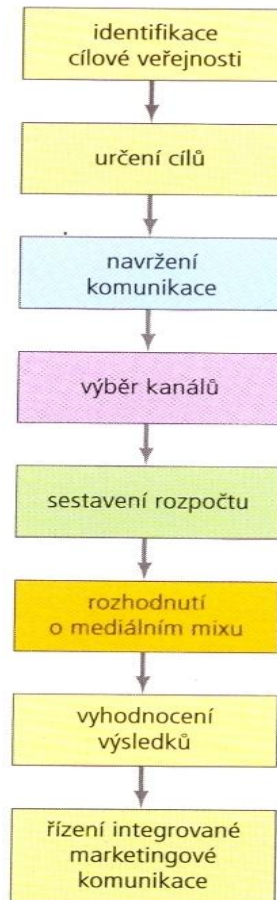 identifikace
cílové veřejnosti
určení cílů
navržení
komunikace
výběr kanálů
sestavení rozpočtu
rozhodnutí
o mediálním mixu
vyhodnocení
výsledků
řízení integrované
marketingové
komunikace